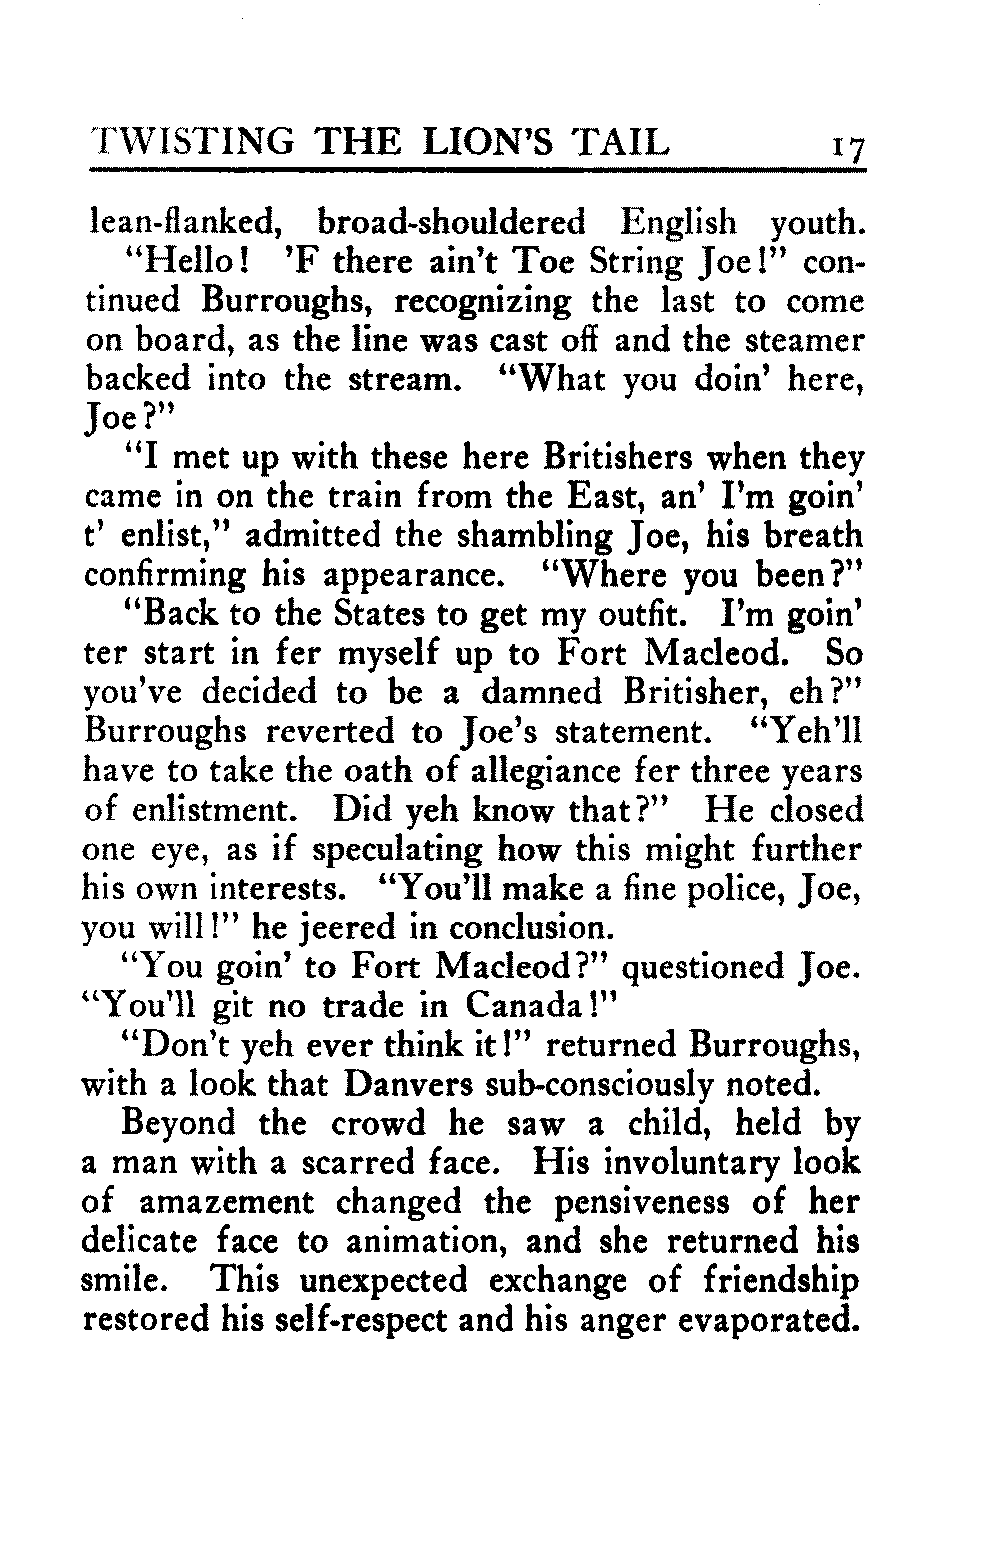 TWISTING THE LION'S TAIL 17
lean-flanked, broad-shouldered English youth.
"Hello! 'F there ain't Toe String Joe!" con-
tinued Burroughs, recognizing the last to come
on board, as the line was cast off and the steamer
backed into the stream. "What you doin' here,
Joe?"
"I met up with these here Britishers when they
came in on the train from the East, an' I'm goin'
t' enlist," admitted the shambling Joe, his breath
confirming his appearance. "Where you been?"
"Back to the States to get my outfit. I'm goin'
ter start in fer myself up to Fort Macleod. So
you've decided to be a damned Britisher, eh?"
Burroughs reverted to Joe's statement. "Yeh'll
have to take the oath of allegiance fer three years
of enlistment. Did yeh know that?" He closed
one eye, as if speculating how this might further
his own interests. "You'll make a fine police, Joe,
you will!" he jeered in conclusion.
"You goin' to Fort Macleod?" questioned Joe.
"You'll git no trade in Canada!"
"Don't yeh ever think it!" returned Burroughs,
with a look that Danvers sub-consciously noted.
Beyond the crowd he saw a child, held by
a man with a scarred face. His involuntary look
of amazement changed the pensiveness of her
delicate face to animation, and she returned his
smile. This unexpected exchange of friendship
restored his self-respect and his anger evaporated.